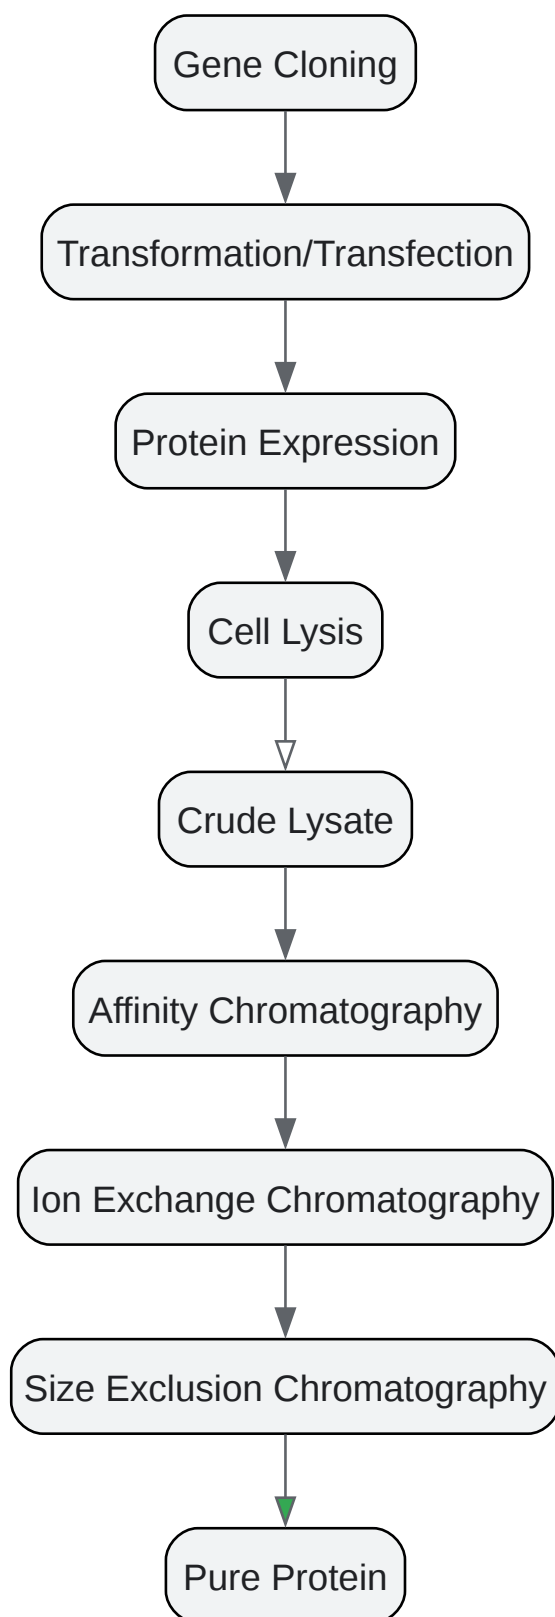 Gene Cloning
Transformation/Transfection
Protein Expression
Cell Lysis
Crude Lysate
Affinity Chromatography
Ion Exchange Chromatography
Size Exclusion Chromatography
Pure Protein